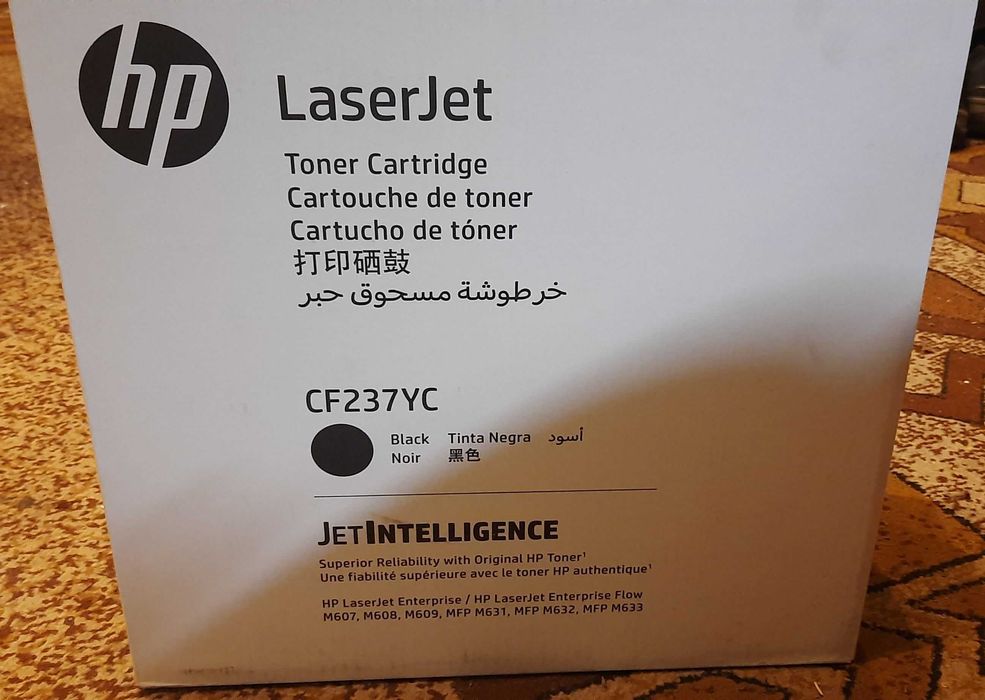 hp
LaserJet
Toner Cartridge
Cartouche de toner
Cartucho de tóner
打印硒鼓
خرطوشة مسحوق حبر
CF237YC
Black Tinta Negra أسود
Noir 黑色
JETINTELLIGENCE
Superior Reliability with Original HP Toner¹
Une fiabilité supérieure avec le toner HP authentique¹
HP LaserJet Enterprise / HP LaserJet Enterprise Flow
M607, M608, M609, MFP M631, MFP M632, MFP M633